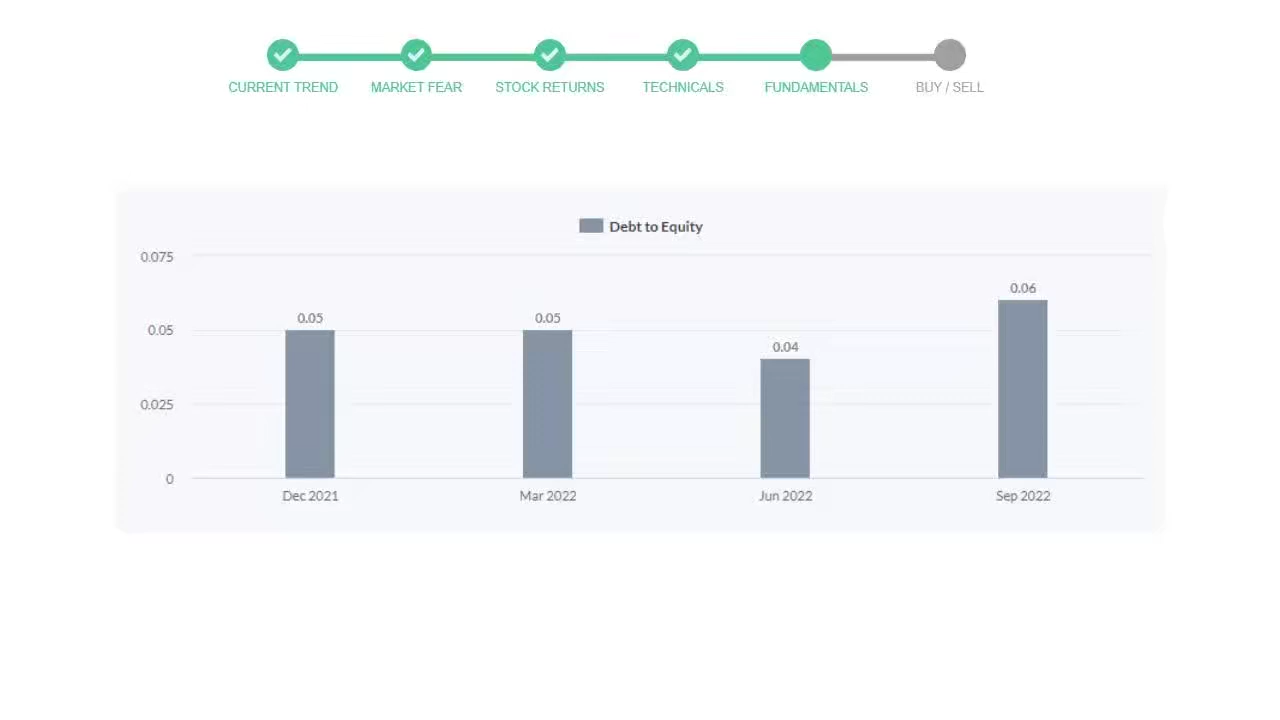 CURRENT TREND MARKET FEAR STOCK RETURNS TECHNICALS FUNDAMENTALS BUY / SELL
Debt to Equity
0.075
0.06
0.05 0.05
0.05
0.04
0.025
0
Dec 2021 Mar 2022 Jun 2022 Sep 2022